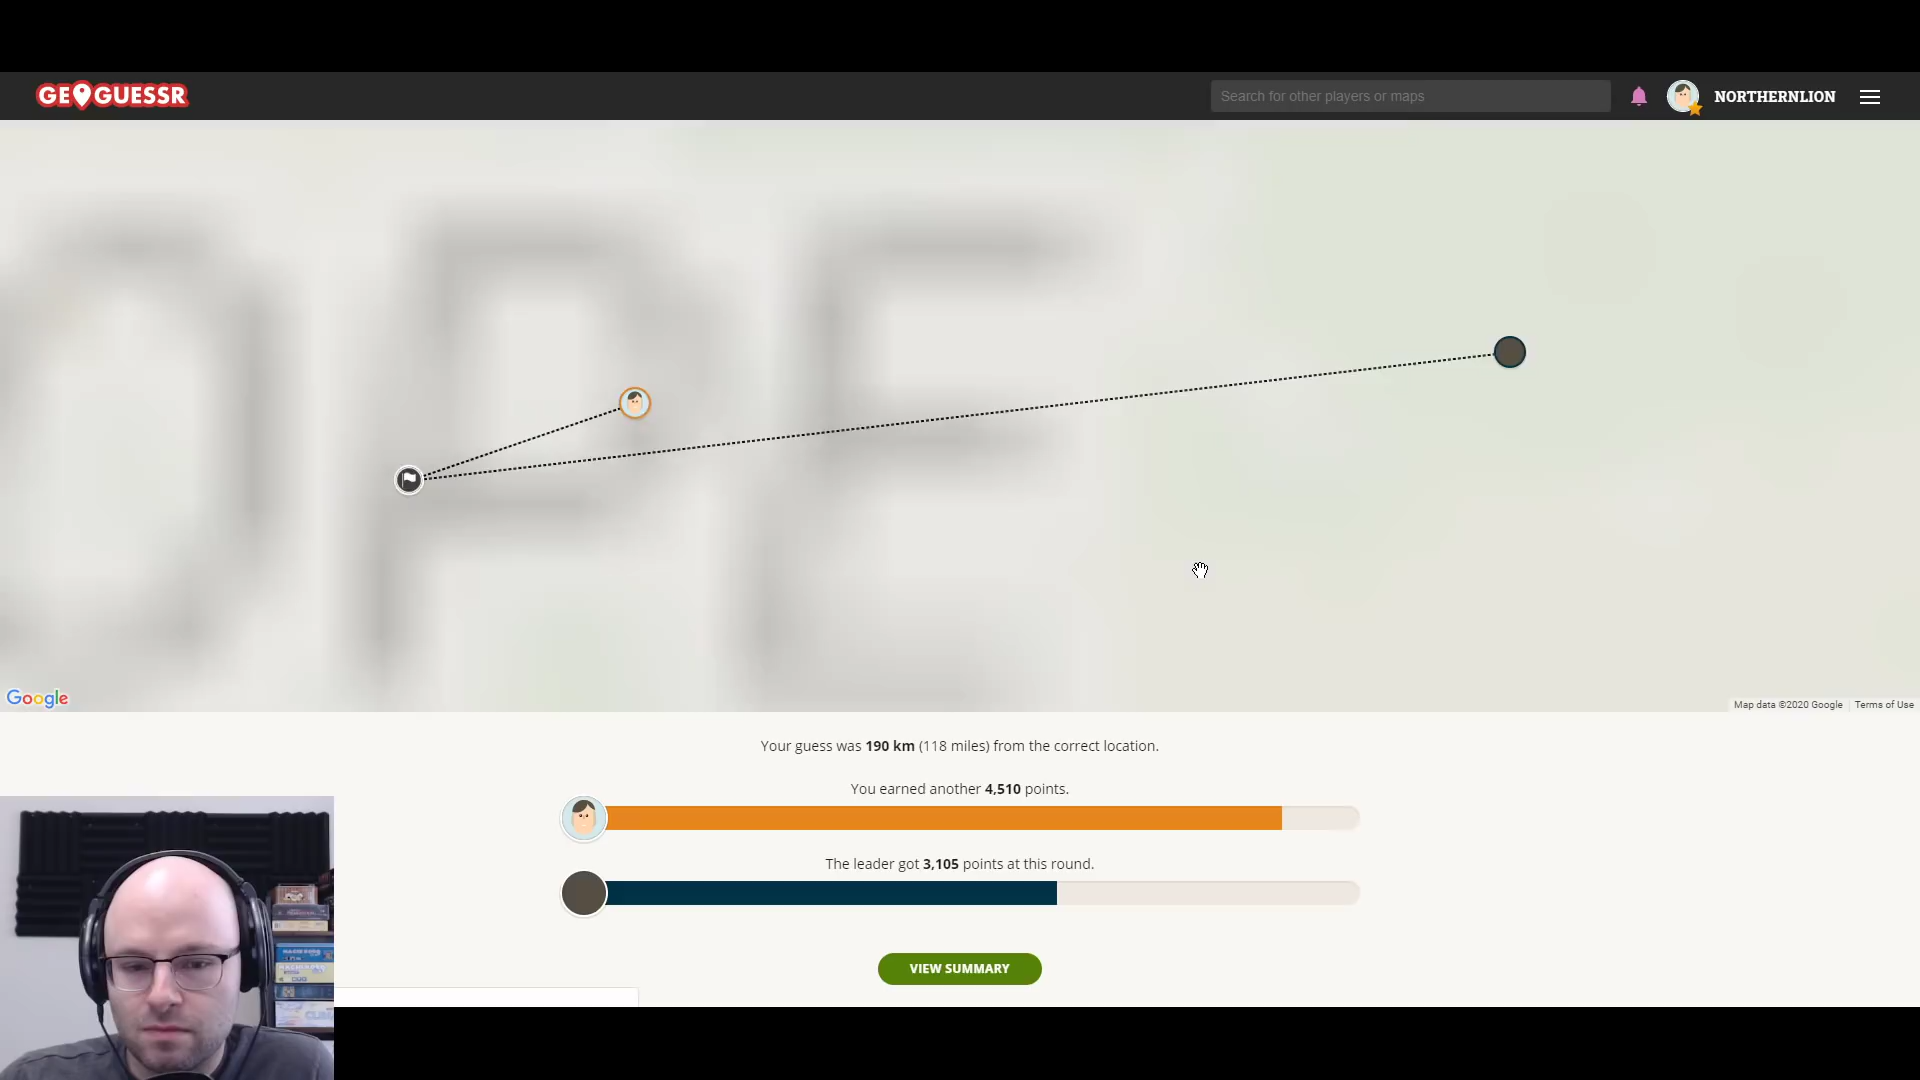 GEOGUESSR
Search for other players or maps
NORTHERNLION
OPE
Google
Map data ©2020 Google
Terms of Use
Your guess was 190 km (118 miles) from the correct location.
You earned another 4,510 points.
The leader got 3,105 points at this round.
VIEW SUMMARY